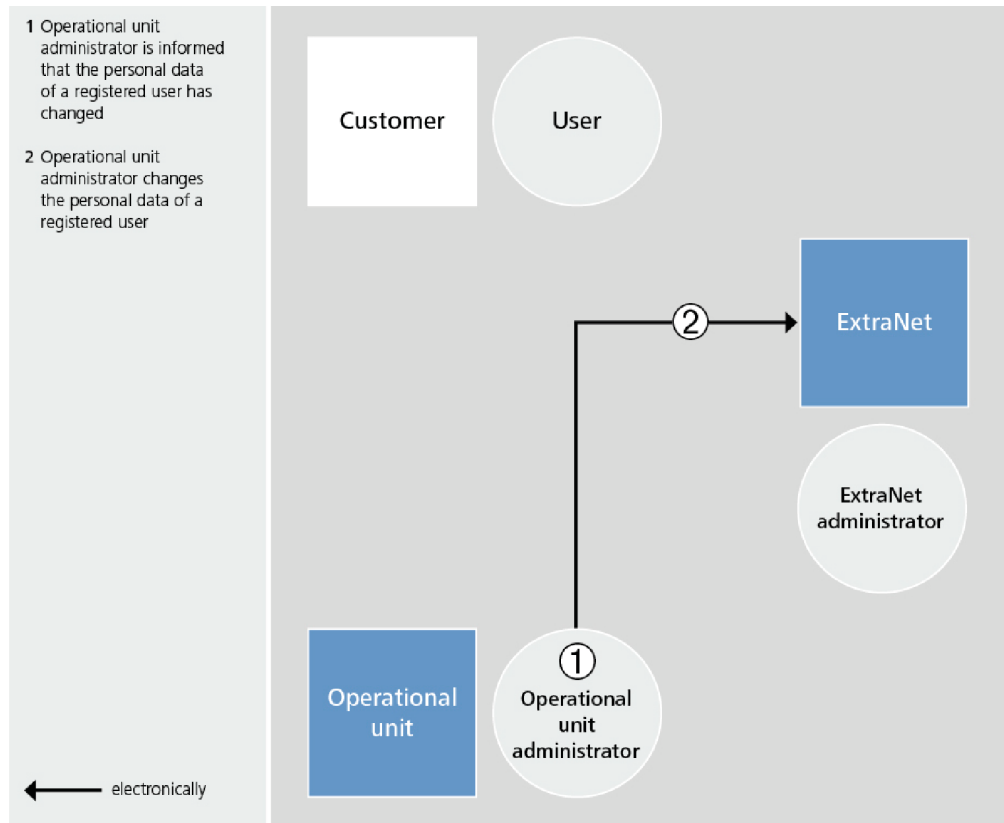 1 Operational unit
administrator is informed
that the personal data
of a registered user has
changed
2 Operational unit
administrator changes
the personal data of a
registered user
Customer
User
2
ExtraNet
ExtraNet
administrator
1
Operational
unit
Operational
unit
administrator
electronically